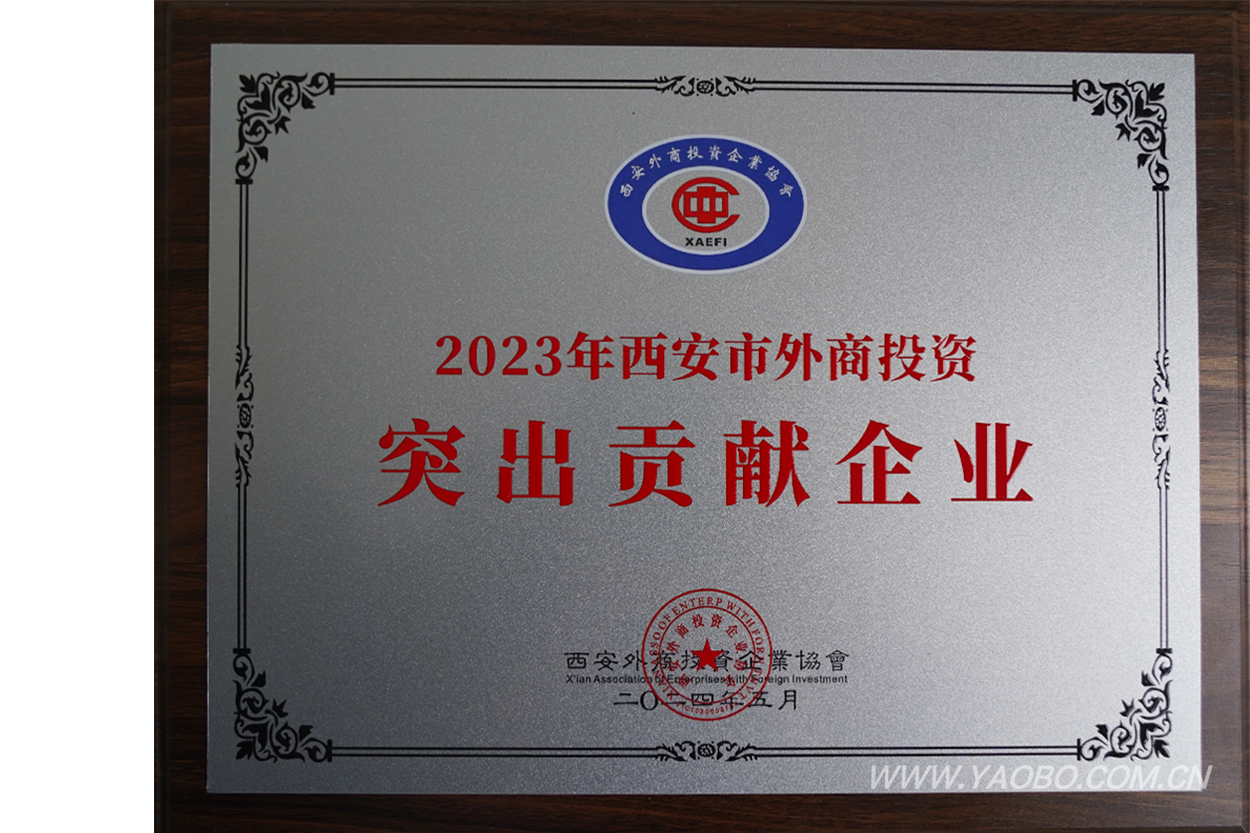 西安外商投資企業協會
XAEFI
2023年西安市外商投资
突出贡献企业
西安外商投資企業協會
X'ian Association of Enterprises with Foreign Investment
二〇二四年五月
WWW.YAOBO.COM.CN